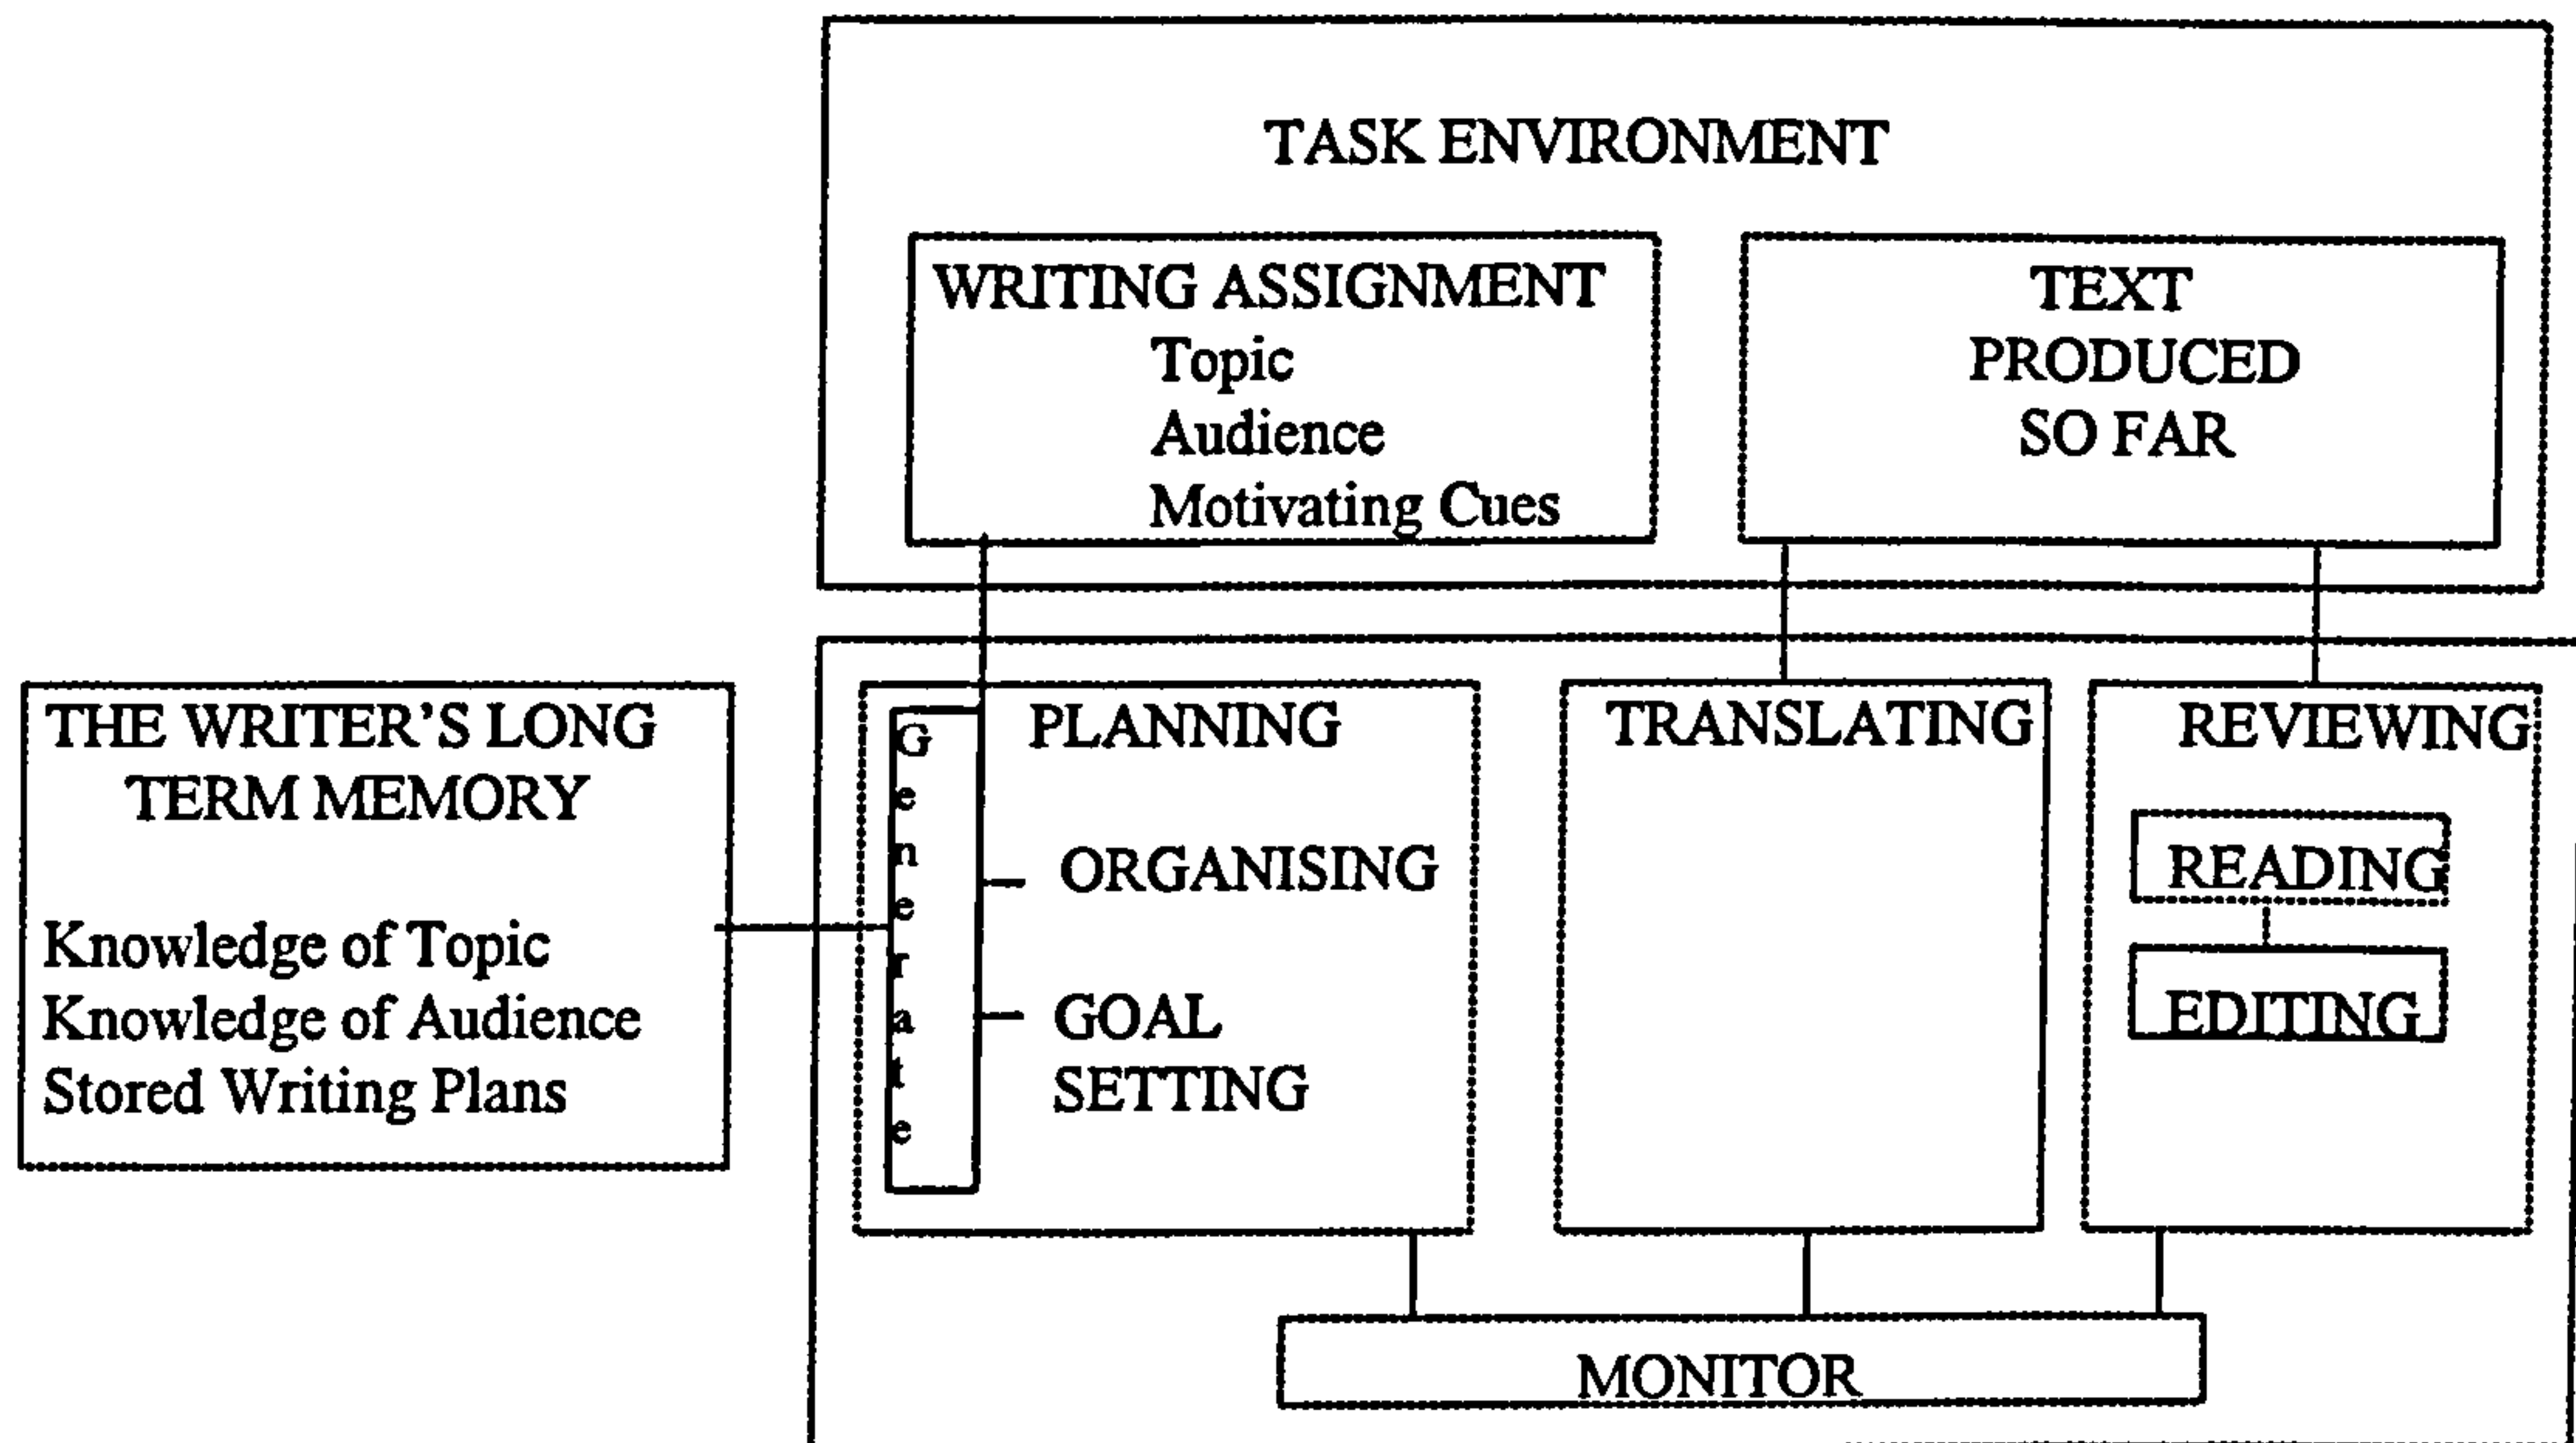 TASK ENVIRONMENT
WRITING ASSIGNMENT
Topic
Audience
Motivating Cues
TEXT
PRODUCED
SO FAR
THE WRITER'S LONG
TERM MEMORY
Knowledge of Topic
Knowledge of Audience
Stored Writing Plans
Generate
PLANNING
ORGANISING
GOAL
SETTING
TRANSLATING
REVIEWING
READING
EDITING
MONITOR